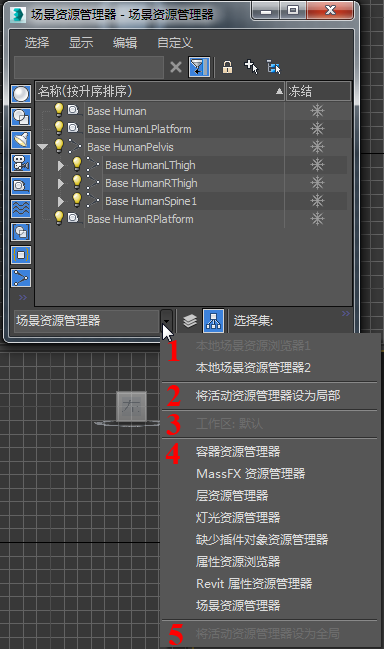 场景资源管理器 - 场景资源管理器
选择 显示 编辑 自定义
名称(按升序排序) 冻结
Base Human
Base HumanLPlatform
Base HumanPelvis
Base HumanLThigh
Base HumanRThigh
Base HumanSpine1
Base HumanRPlatform
场景资源管理器 选择集:
1 本地场景资源浏览器1
本地场景资源管理器2
2 将活动资源管理器设为局部
3 工作区: 默认
4 容器资源管理器
MassFX 资源管理器
层资源管理器
灯光资源管理器
缺少插件对象资源管理器
属性资源浏览器
Revit 属性资源管理器
场景资源管理器
5 将活动资源管理器设为全局
右